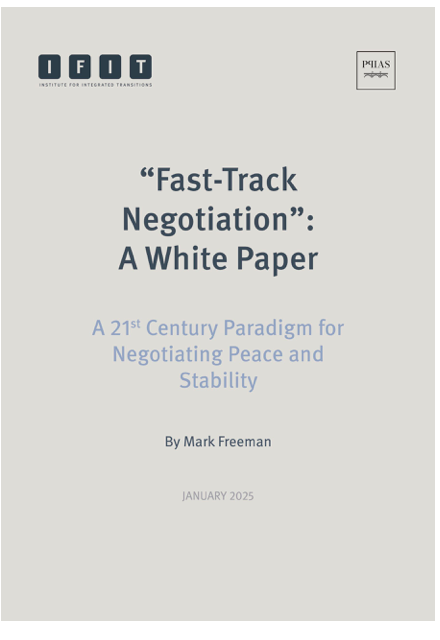 IFIT
INSTITUTE FOR INTEGRATED TRANSITIONS
PꟼIAS
“Fast-Track
Negotiation”:
A White Paper
A 21st Century Paradigm for
Negotiating Peace and
Stability
By Mark Freeman
JANUARY 2025